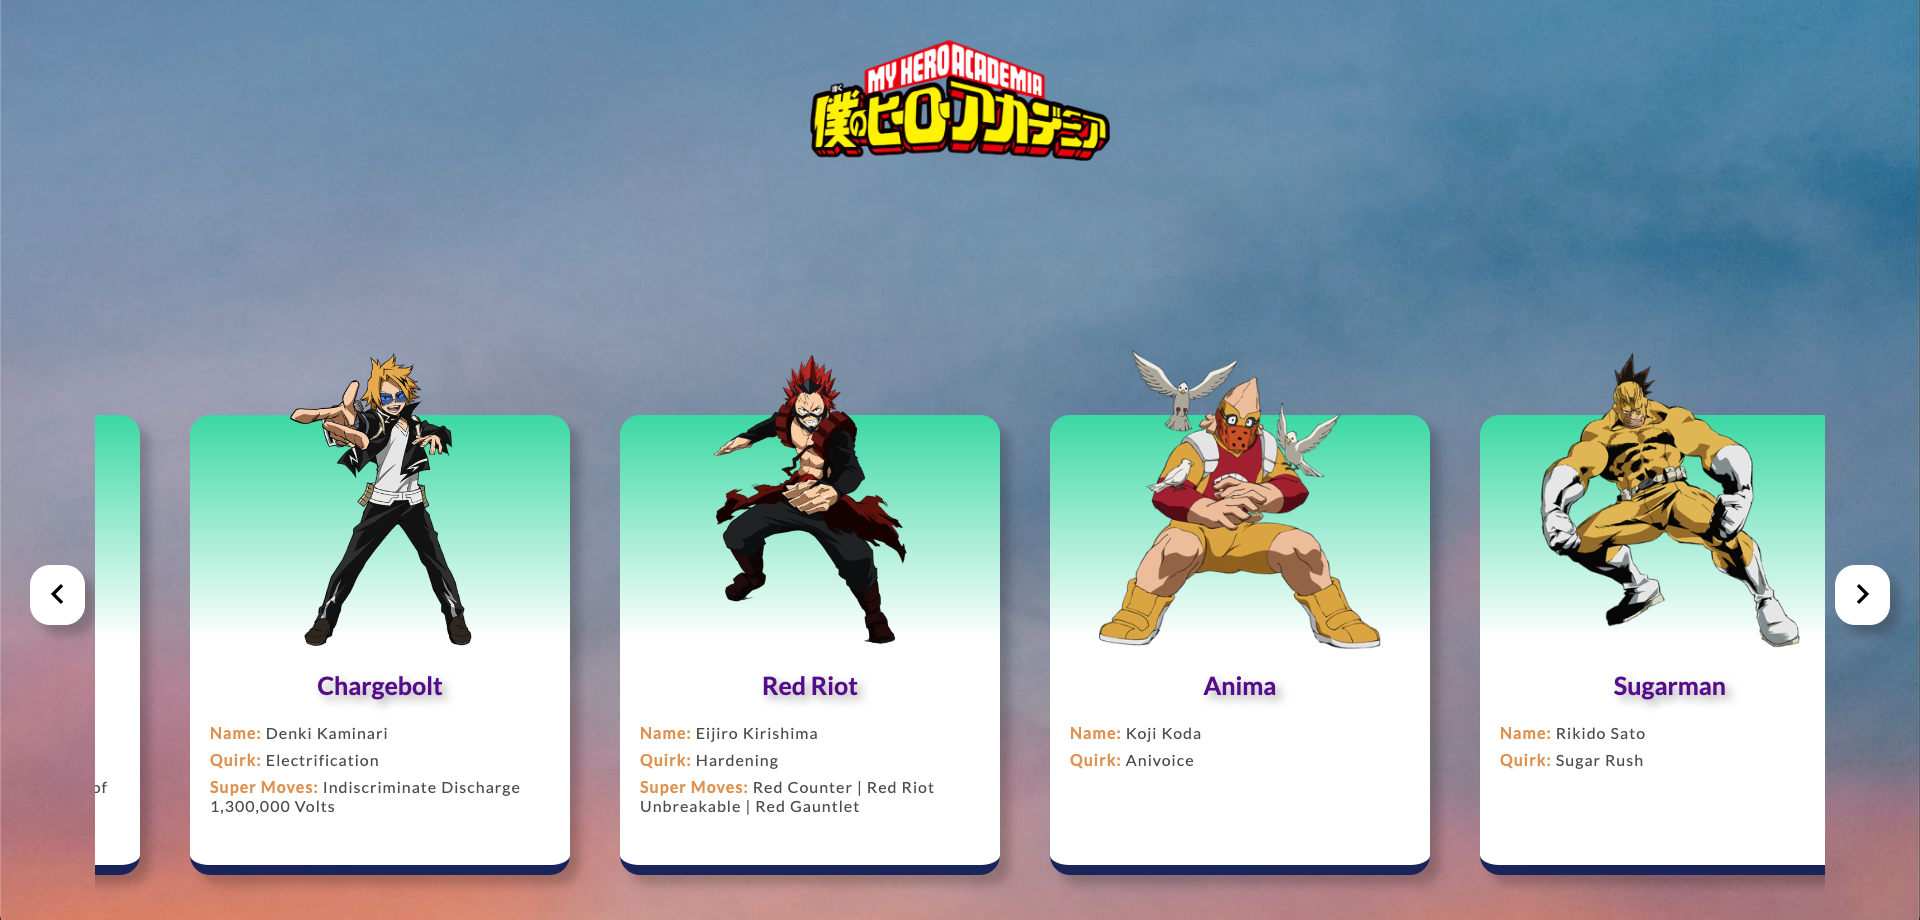 MY HERO ACADEMIA
ぼく
僕のヒーローアカデミア
of
Chargebolt
Name: Denki Kaminari
Quirk: Electrification
Super Moves: Indiscriminate Discharge
1,300,000 Volts
Red Riot
Name: Eijiro Kirishima
Quirk: Hardening
Super Moves: Red Counter | Red Riot
Unbreakable | Red Gauntlet
Anima
Name: Koji Koda
Quirk: Anivoice
Sugarman
Name: Rikido Sato
Quirk: Sugar Rush